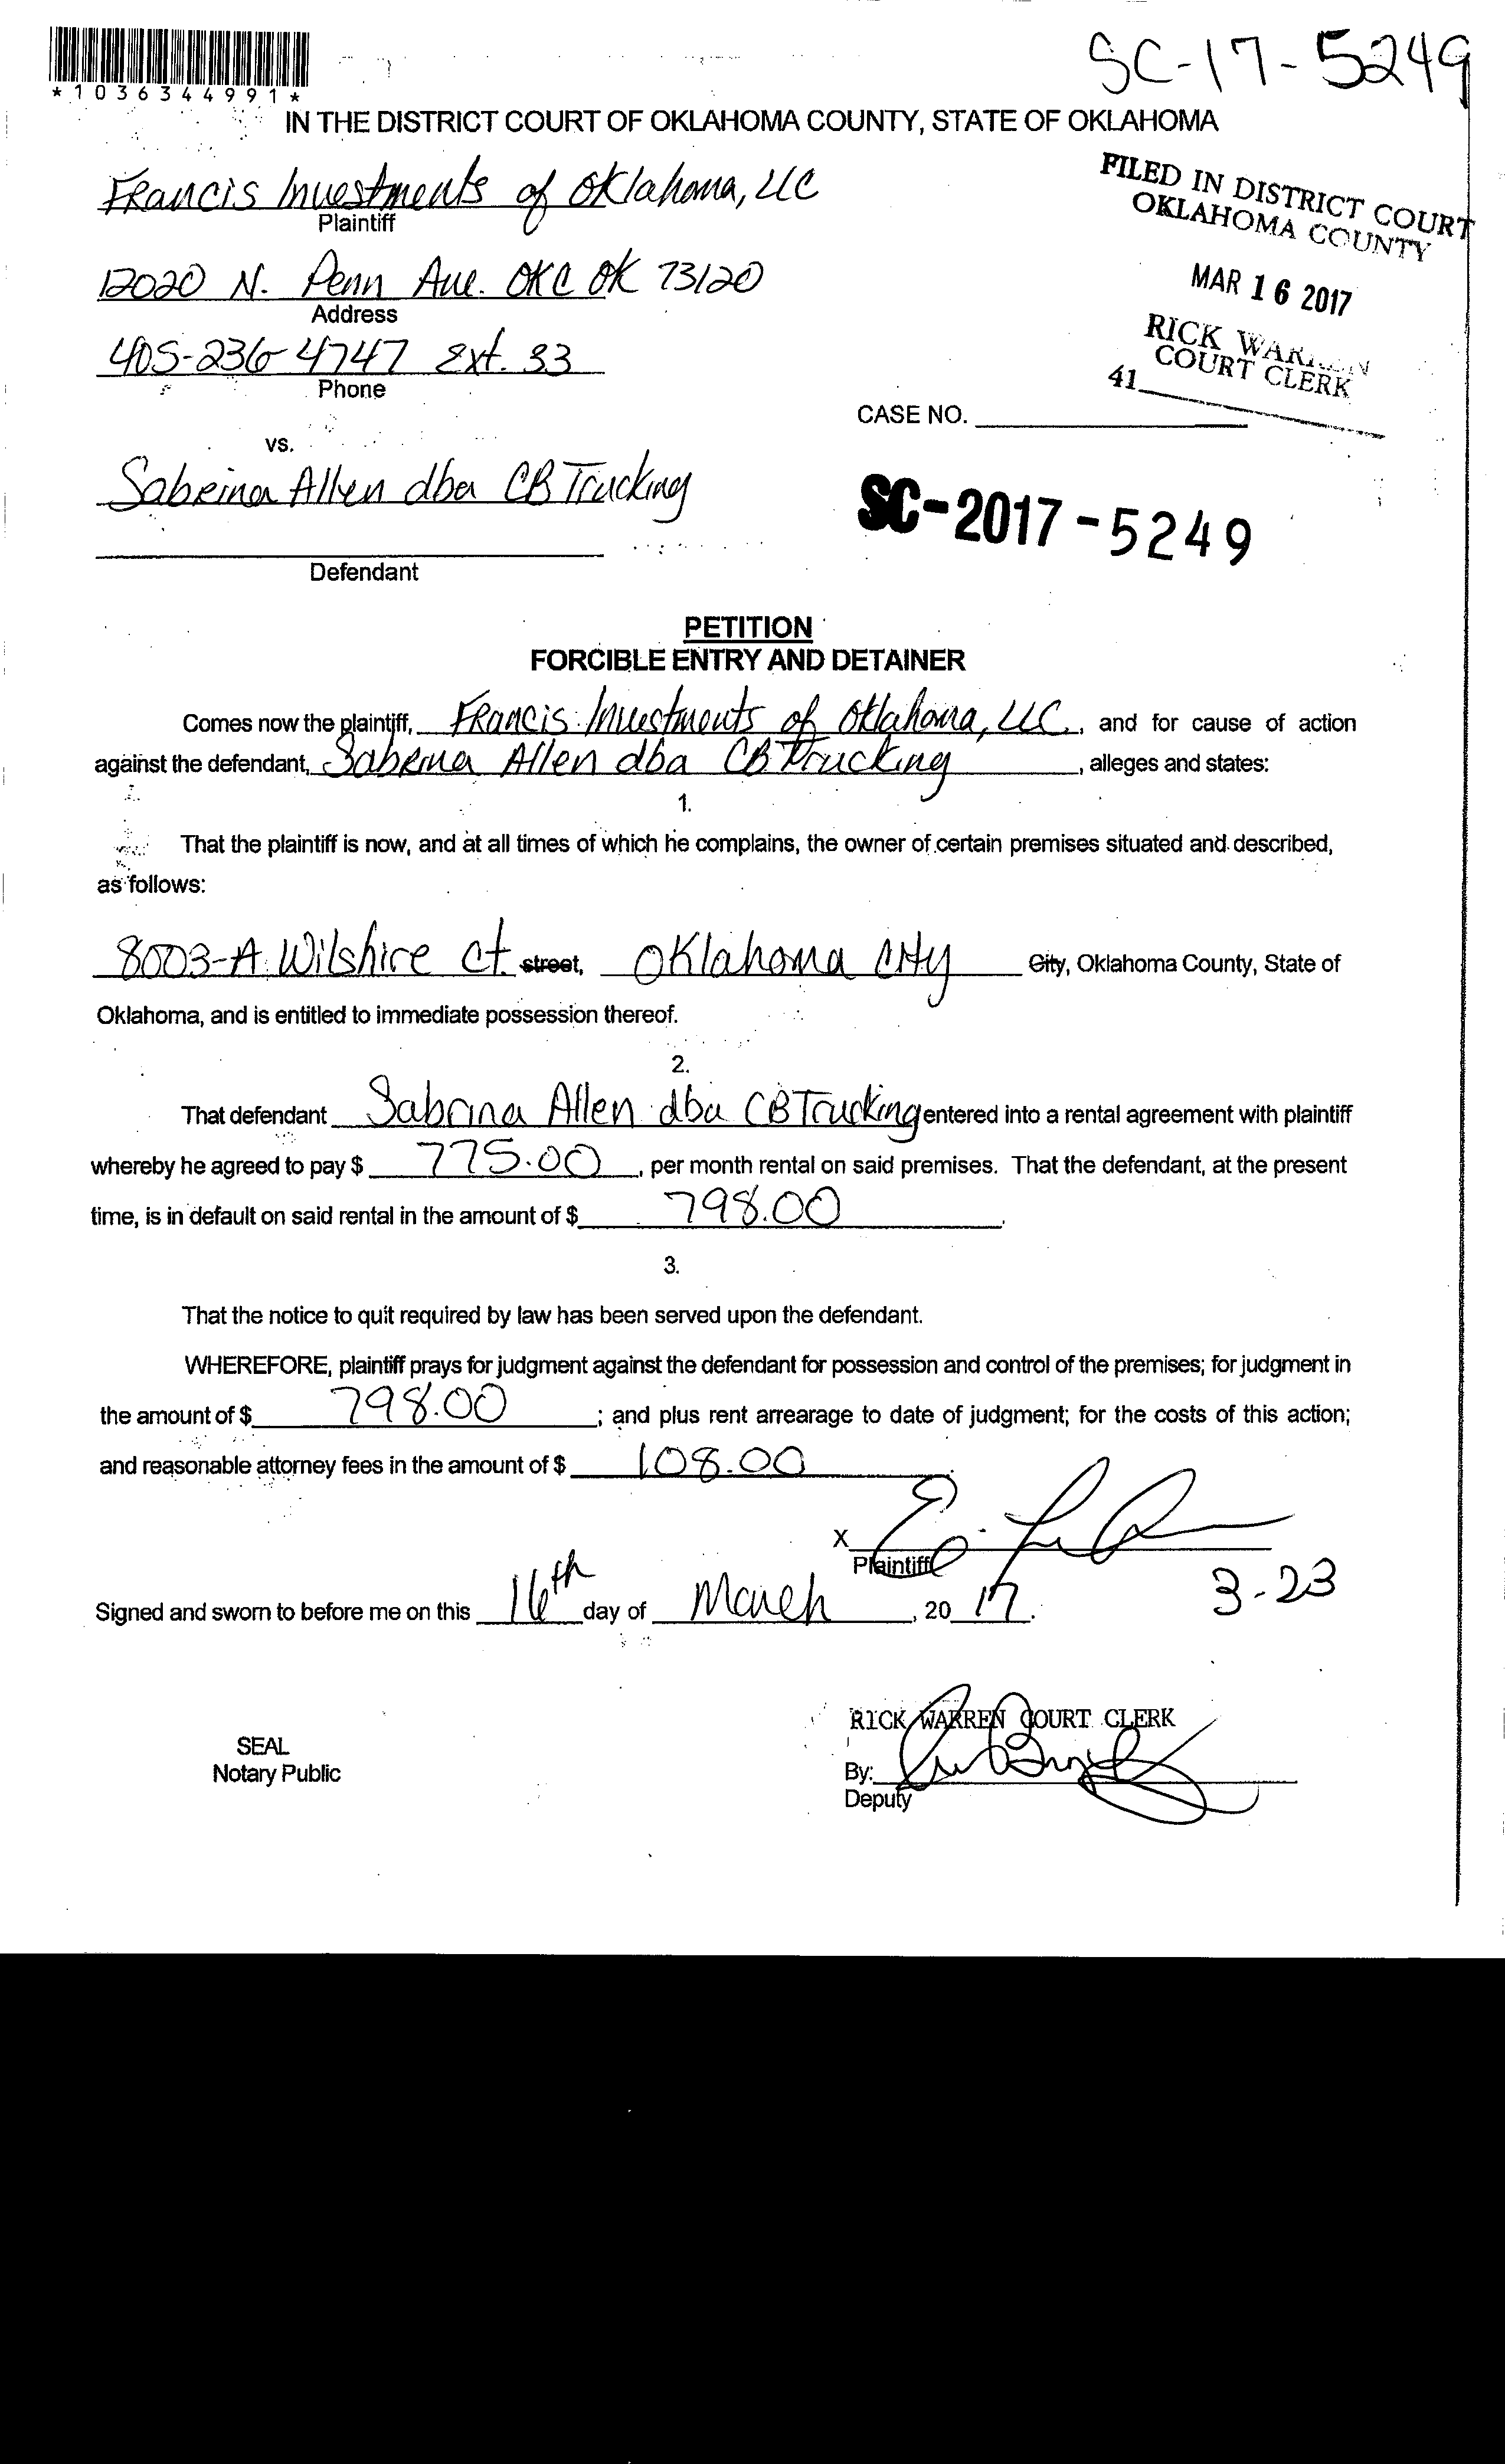 SC-17-5249
*1036344991*
IN THE DISTRICT COURT OF OKLAHOMA COUNTY, STATE OF OKLAHOMA
Francis Investments of Oklahoma, LLC
Plaintiff
FILED IN DISTRICT COURT
OKLAHOMA COUNTY
12020 N. Penn Ave. OKC OK 73120
Address
MAR 16 2017
405-236-4747 Ext. 33
Phone
RICK WARREN
COURT CLERK
41
CASE NO.
vs.
Sabrina Allen dba CB Trucking
SC-2017-5249
Defendant
PETITION
FORCIBLE ENTRY AND DETAINER
Comes now the plaintiff, Francis Investments of Oklahoma, LLC, and for cause of action
against the defendant, Sabrina Allen dba CB Trucking, alleges and states:
1.
That the plaintiff is now, and at all times of which he complains, the owner of certain premises situated and described,
as follows:
8003-A Wilshire Ct. street, Oklahoma City City, Oklahoma County, State of
Oklahoma, and is entitled to immediate possession thereof.
2.
That defendant Sabrina Allen dba CB Trucking entered into a rental agreement with plaintiff
whereby he agreed to pay $ 775.00, per month rental on said premises. That the defendant, at the present
time, is in default on said rental in the amount of $ 798.00.
3.
That the notice to quit required by law has been served upon the defendant.
WHEREFORE, plaintiff prays for judgment against the defendant for possession and control of the premises; for judgment in
the amount of $ 798.00; and plus rent arrearage to date of judgment; for the costs of this action;
and reasonable attorney fees in the amount of $ 108.00.
X
Plaintiff
3-23
Signed and sworn to before me on this 16th day of March, 2017.
RICK WARREN COURT CLERK
SEAL
Notary Public
By:
Deputy